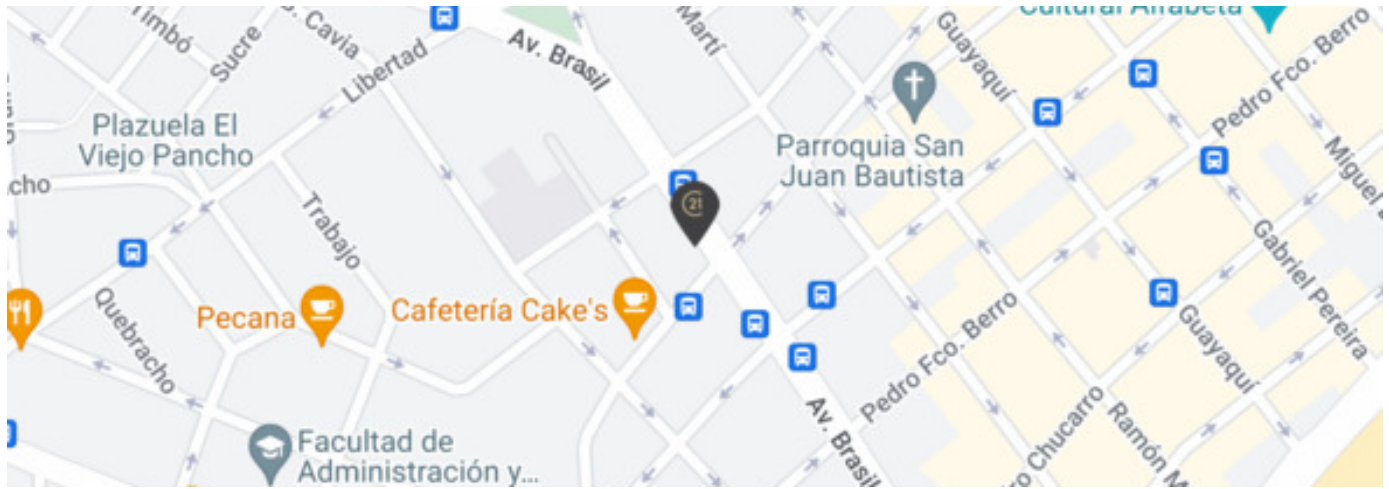 Timbó
Sucre
S. Cavia
Libertad
Av. Brasil
Martí
Guayaquí
Cultural Alfabeta
Pedro Fco. Berro
Plazuela El
Viejo Pancho
Parroquia San
Juan Bautista
Miguel
cho
21
Trabajo
Gabriel Pereira
Quebracho
Pecana
Cafetería Cake's
Pedro Fco. Berro
Guayaquí
Av. Brasil
Chucarro
Ramón M
Facultad de
Administración y...